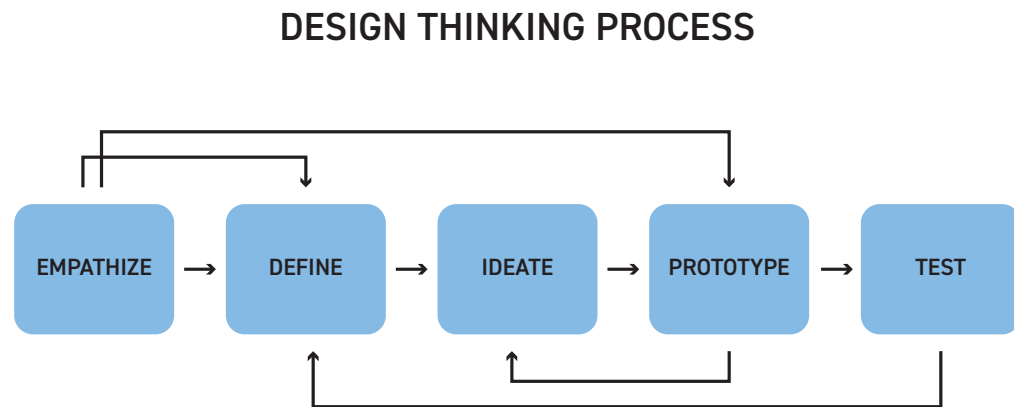 DESIGN THINKING PROCESS
EMPATHIZE
DEFINE
IDEATE
PROTOTYPE
TEST